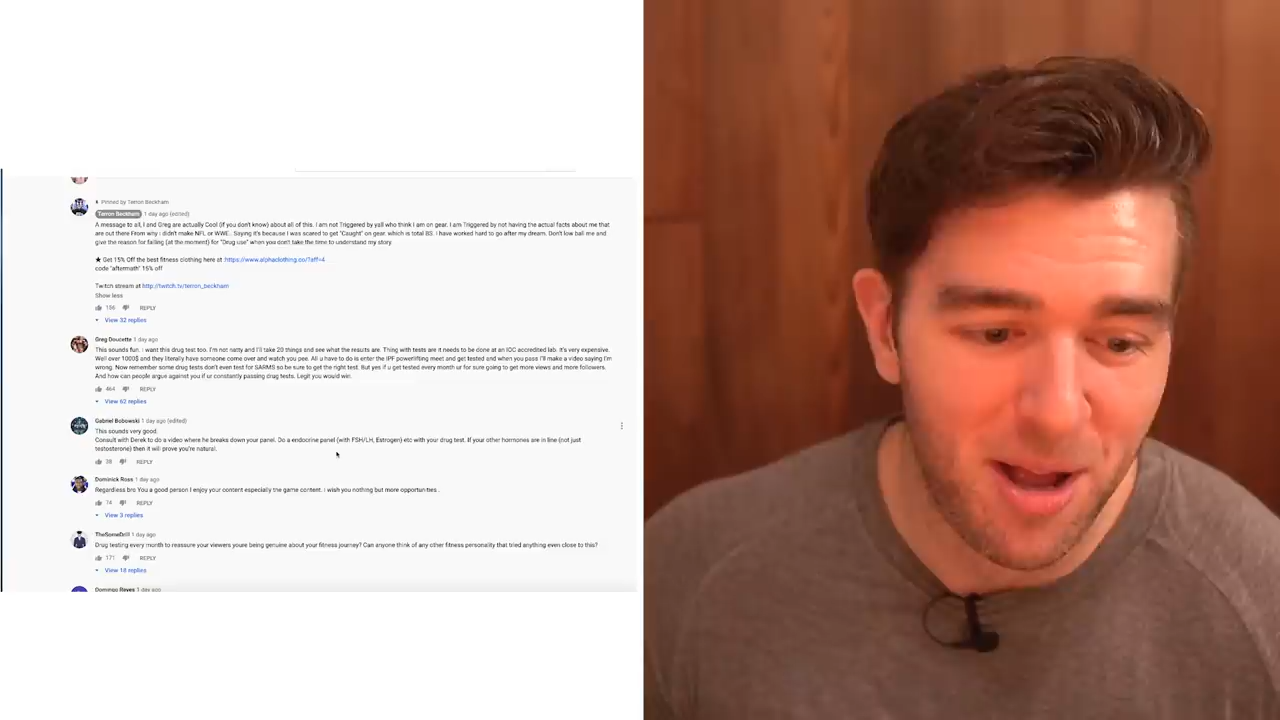 Pinned by Terron Beckham
Terron Beckham 1 day ago (edited)
A message to all, I and Greg are actually Cool (if you don't know) about all of this. I am not Triggered by yall who think I am on gear. I am Triggered by not having the actual facts about me that
are out there From why i didn't make NFL or WWE.. Saying it's because I was scared to get "Caught" on gear. which is total BS. I have worked hard to go after my dream. Don't low ball me and
give the reason for failing (at the moment) for "Drug use" when you don't take the time to understand my story.
★ Get 15% Off the best fitness clothing here at :https://www.alphaclothing.co/?aff=4
code "aftermath" 15% off
Twitch stream at http://twitch.tv/terron_beckham
Show less
156 REPLY
View 32 replies
Greg Doucette 1 day ago
This sounds fun. i want this drug test too. I'm not natty and I'll take 20 things and see what the results are. Thing with tests are it needs to be done at an IOC accredited lab. It's very expensive.
Well over 1000$ and they literally have someone come over and watch you pee. All u have to do is enter the IPF powerlifting meet and get tested and when you pass I'll make a video saying I'm
wrong. Now remember some drug tests don't even test for SARMS so be sure to get the right test. But yes if u get tested every month ur for sure going to get more views and more followers.
And how can people argue against you if ur constantly passing drug tests. Legit you would win.
464 REPLY
View 62 replies
Gabriel Bobowski 1 day ago (edited)
This sounds very good.
Consult with Derek to do a video where he breaks down your panel. Do a endocrine panel (with FSH/LH, Estrogen) etc with your drug test. If your other hormones are in line (not just
testosterone) then it will prove you're natural.
38 REPLY
Dominick Ross 1 day ago
Regardless bro You a good person I enjoy your content especially the game content. i wish you nothing but more opportunities..
74 REPLY
View 3 replies
TheSomeDrill 1 day ago
Drug testing every month to reassure your viewers youre being genuine about your fitness journey? Can anyone think of any other fitness personality that tried anything even close to this?
171 REPLY
View 18 replies
Domingo Reyes 1 day ago